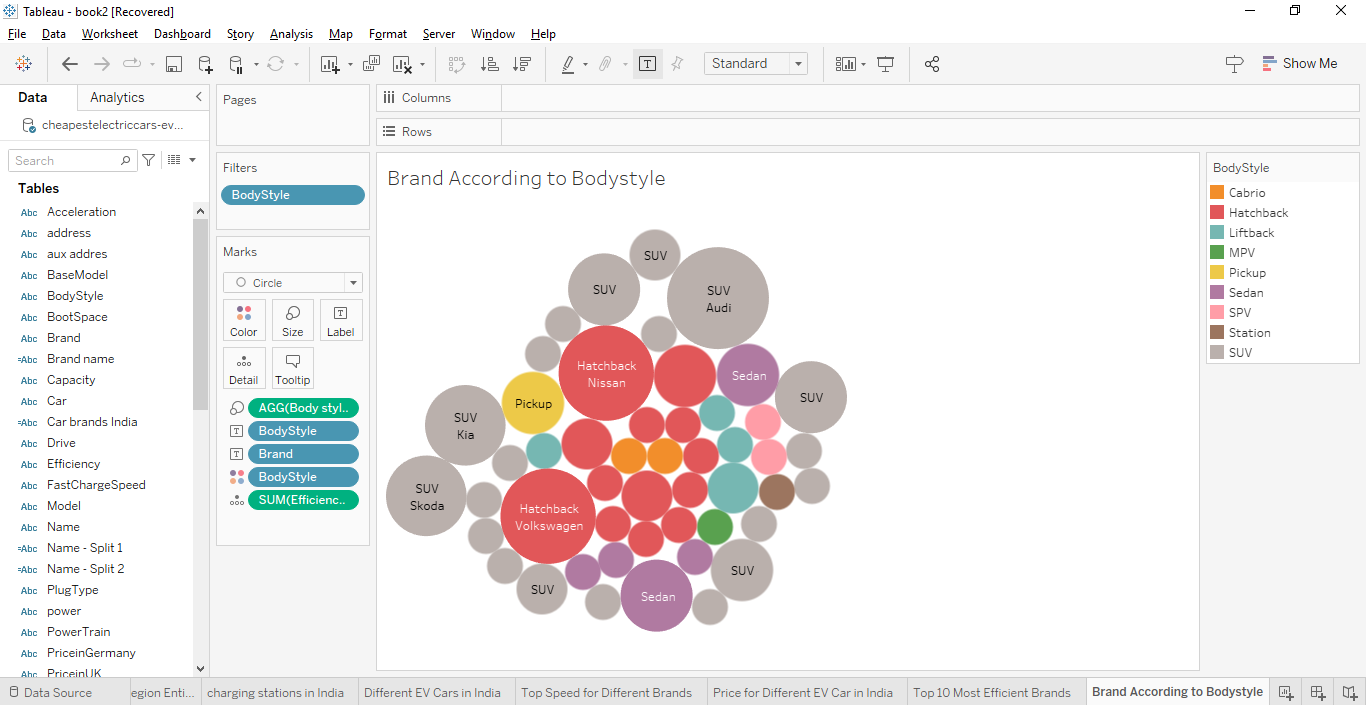 Tableau - book2 [Recovered]
File Data Worksheet Dashboard Story Analysis Map Format Server Window Help
Standard
Show Me
Data Analytics
cheapestelectriccars-ev...
Search
Tables
Abc Acceleration
Abc address
Abc aux addres
Abc BaseModel
Abc BodyStyle
Abc BootSpace
Abc Brand
=Abc Brand name
Abc Capacity
Abc Car
=Abc Car brands India
Abc Drive
Abc Efficiency
Abc FastChargeSpeed
Abc Model
Abc Name
=Abc Name - Split 1
=Abc Name - Split 2
Abc PlugType
Abc power
Abc PowerTrain
Abc PriceinGermany
Abc PriceinUK
Pages
Filters
BodyStyle
Marks
Circle
Color Size Label
Detail Tooltip
AGG(Body styl..
BodyStyle
Brand
BodyStyle
SUM(Efficienc..
Columns
Rows
Brand According to Bodystyle
SUV
SUV
SUV
Audi
Hatchback
Nissan
Sedan
SUV
Pickup
SUV
Kia
SUV
Skoda
Hatchback
Volkswagen
SUV
SUV
Sedan
BodyStyle
Cabrio
Hatchback
Liftback
MPV
Pickup
Sedan
SPV
Station
SUV
Data Source
egion Enti...
charging stations in India
Different EV Cars in India
Top Speed for Different Brands
Price for Different EV Car in India
Top 10 Most Efficient Brands
Brand According to Bodystyle